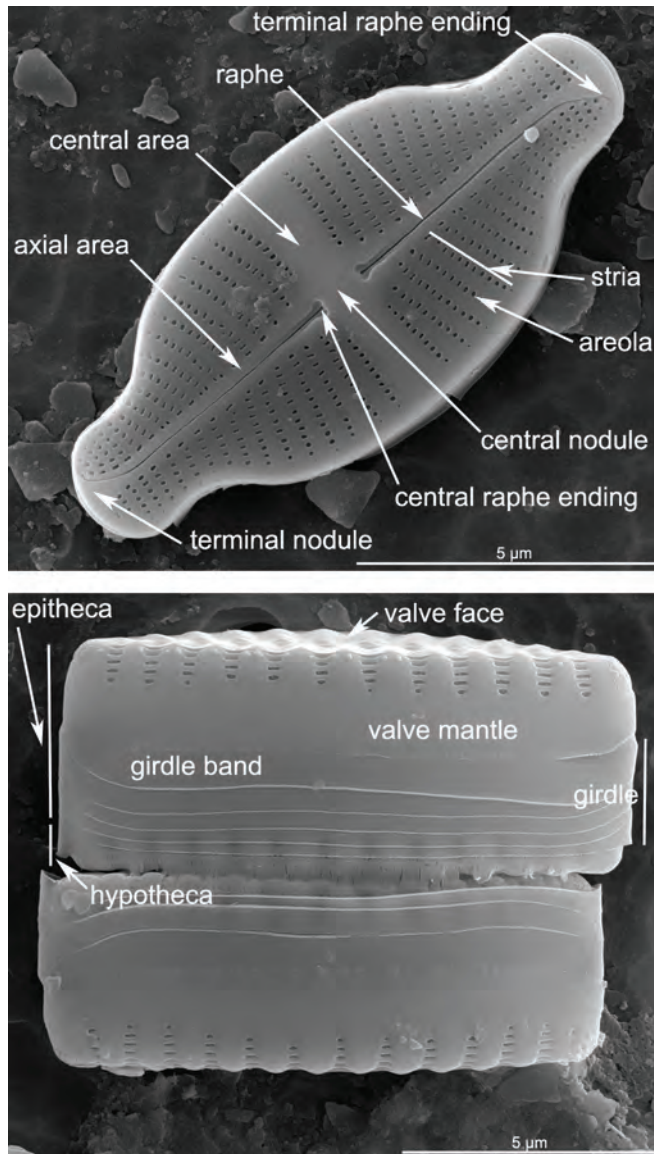 terminal raphe ending
raphe
central area
axial area
stria
areola
central nodule
central raphe ending
terminal nodule
5 µm
epitheca
valve face
valve mantle
girdle band
girdle
hypotheca
5 µm